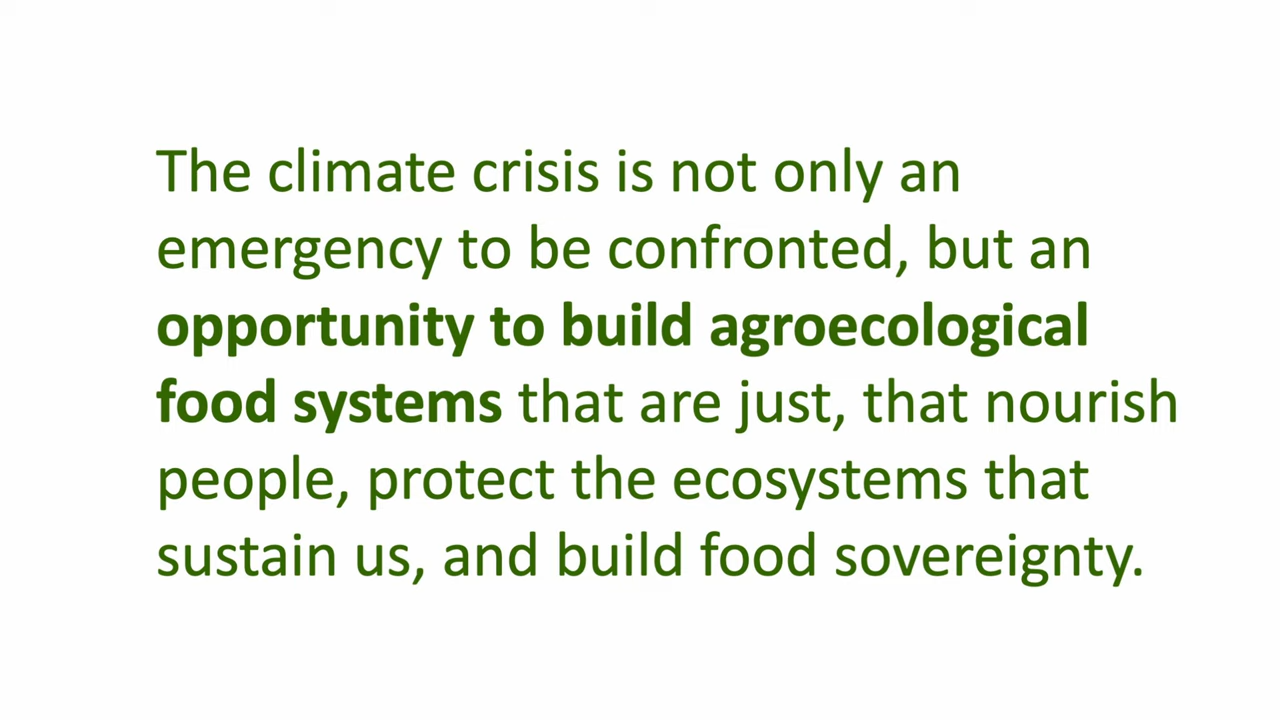 The climate crisis is not only an
emergency to be confronted, but an
opportunity to build agroecological
food systems that are just, that nourish
people, protect the ecosystems that
sustain us, and build food sovereignty.